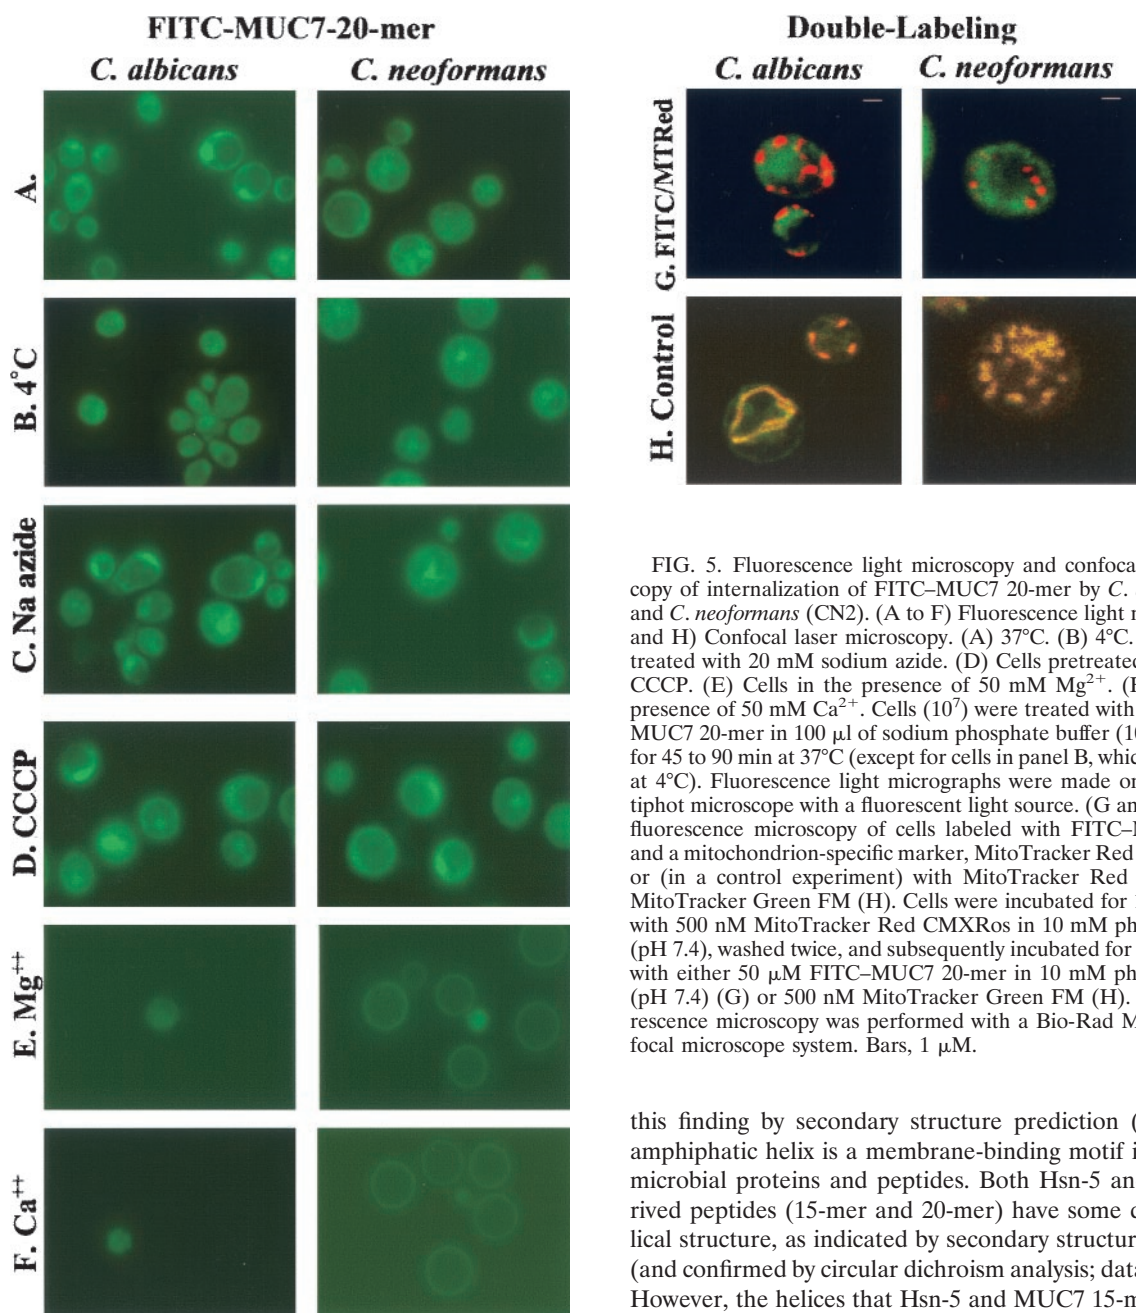 FITC-MUC7-20-mer
C. albicans
C. neoformans
A.
B. 4°C
C. Na azide
D. CCCP
E. Mg++
F. Ca++
Double-Labeling
C. albicans
C. neoformans
G. FITC/MTRed
H. Control
FIG. 5. Fluorescence light microscopy and confoca
copy of internalization of FITC–MUC7 20-mer by C.
and C. neoformans (CN2). (A to F) Fluorescence light
and H) Confocal laser microscopy. (A) 37°C. (B) 4°C.
treated with 20 mM sodium azide. (D) Cells pretreated
CCCP. (E) Cells in the presence of 50 mM Mg2+. (
presence of 50 mM Ca2+. Cells (10^7) were treated with
MUC7 20-mer in 100 μl of sodium phosphate buffer (10
for 45 to 90 min at 37°C (except for cells in panel B, whic
at 4°C). Fluorescence light micrographs were made on
tiphot microscope with a fluorescent light source. (G an
fluorescence microscopy of cells labeled with FITC–M
and a mitochondrion-specific marker, MitoTracker Red
or (in a control experiment) with MitoTracker Red
MitoTracker Green FM (H). Cells were incubated for
with 500 nM MitoTracker Red CMXRos in 10 mM ph
(pH 7.4), washed twice, and subsequently incubated for
with either 50 μM FITC–MUC7 20-mer in 10 mM ph
(pH 7.4) (G) or 500 nM MitoTracker Green FM (H).
rescence microscopy was performed with a Bio-Rad M
focal microscope system. Bars, 1 μM.
this finding by secondary structure prediction (
amphiphatic helix is a membrane-binding motif i
microbial proteins and peptides. Both Hsn-5 an
rived peptides (15-mer and 20-mer) have some
lical structure, as indicated by secondary structur
(and confirmed by circular dichroism analysis; data
However, the helices that Hsn-5 and MUC7 15-m